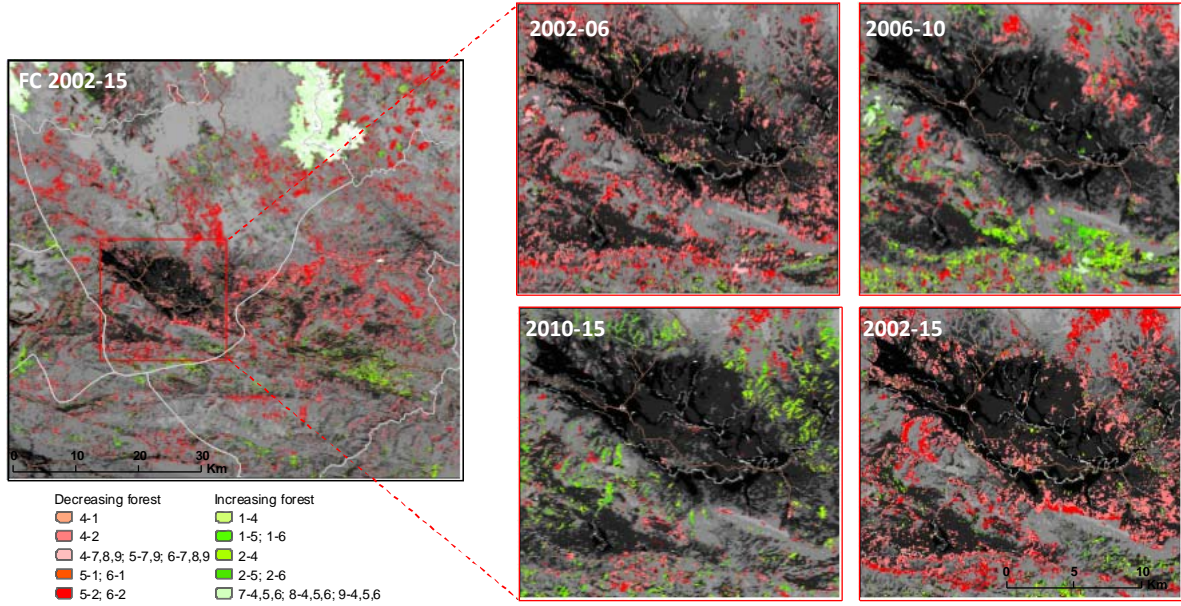 FC 2002-15
0 20 30
Km
2002-06
2006-10
2010-15
2002-15
0 5 10
Km
Decreasing forest
4-1
4-2
4-7,8,9; 5-7,9; 6-7,8,9
5-1; 6-1
5-2; 6-2
Increasing forest
1-4
1-5; 1-6
2-4
2-5; 2-6
7-4,5,6; 8-4,5,6; 9-4,5,6